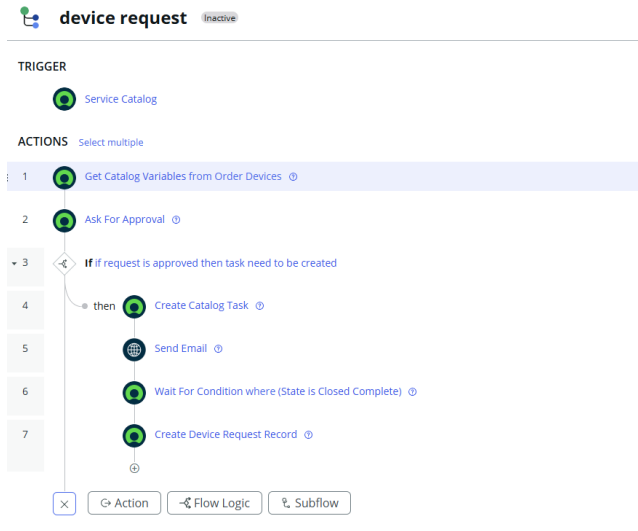 device request Inactive
TRIGGER
Service Catalog
ACTIONS Select multiple
1 Get Catalog Variables from Order Devices
2 Ask For Approval
3 If if request is approved then task need to be created
4 then Create Catalog Task
5 Send Email
6 Wait For Condition where (State is Closed Complete)
7 Create Device Request Record
Action Flow Logic Subflow